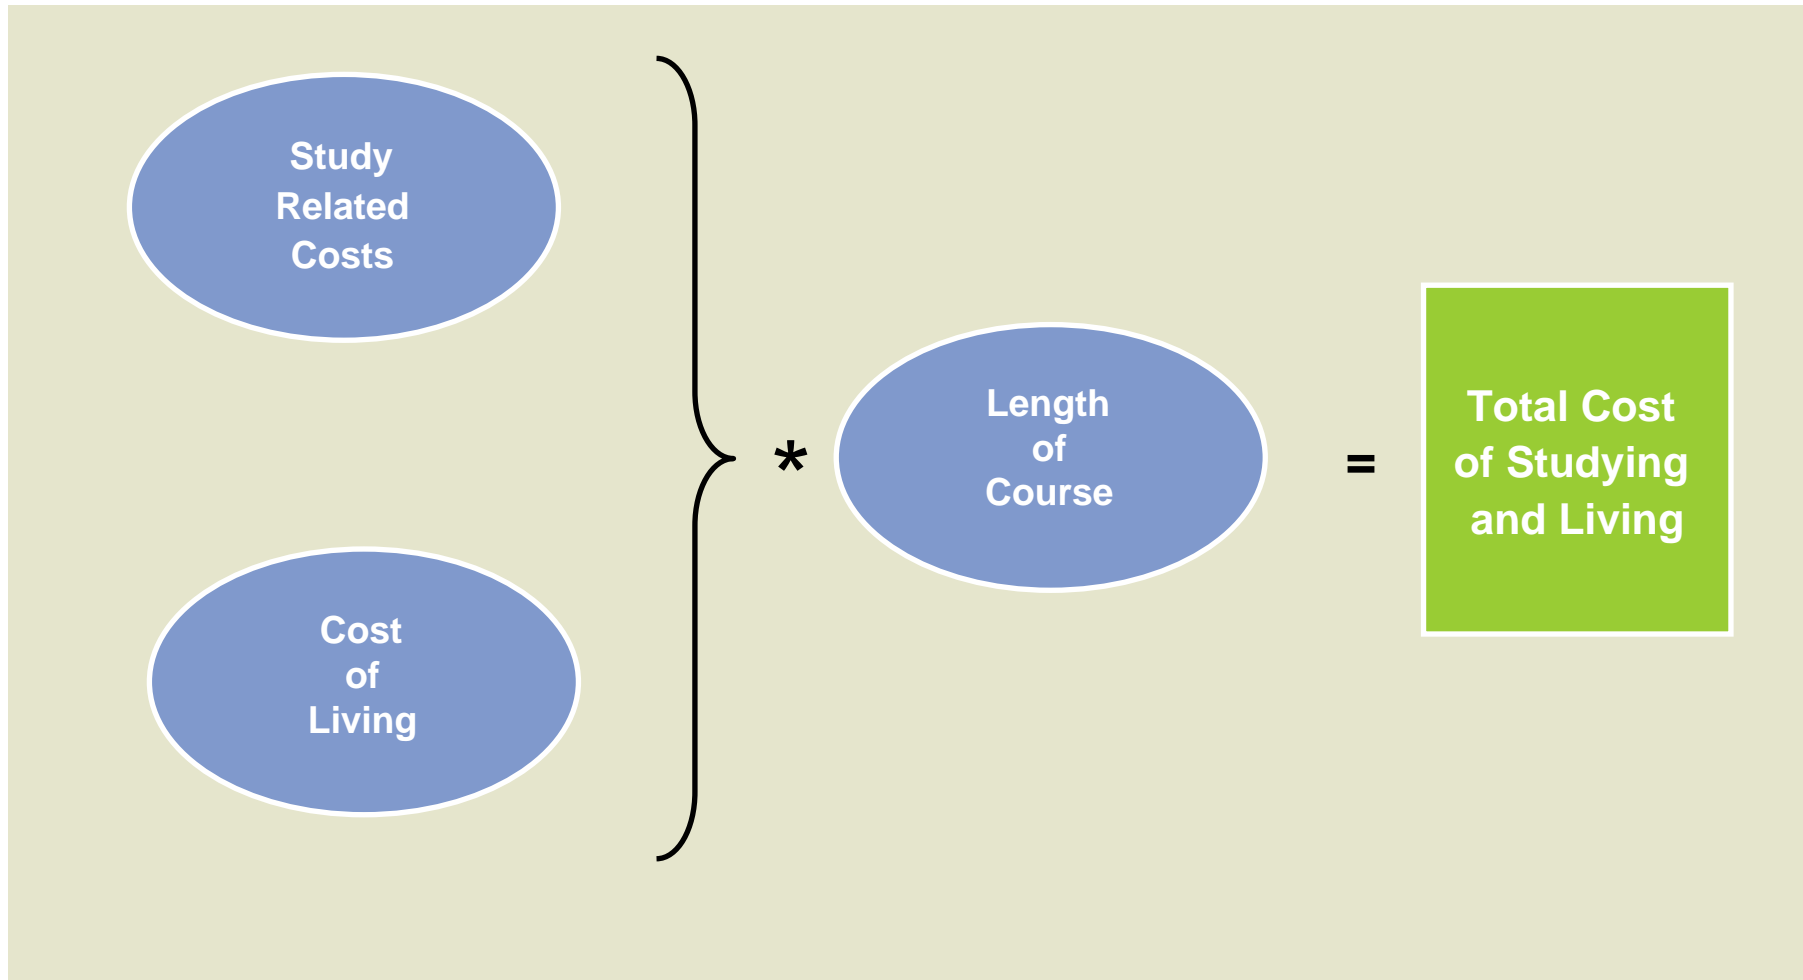 Study
Related
Costs
Cost
of
Living
*
Length
of
Course
=
Total Cost
of Studying
and Living